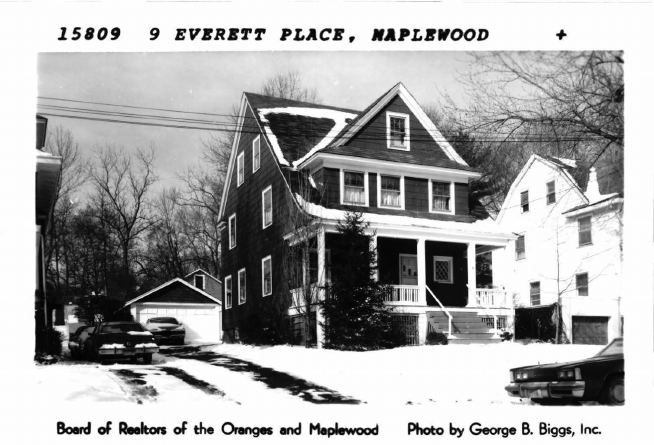 15809 9 EVERETT PLACE, MAPLEWOOD +
Board of Realtors of the Oranges and Maplewood Photo by George B. Biggs, Inc.